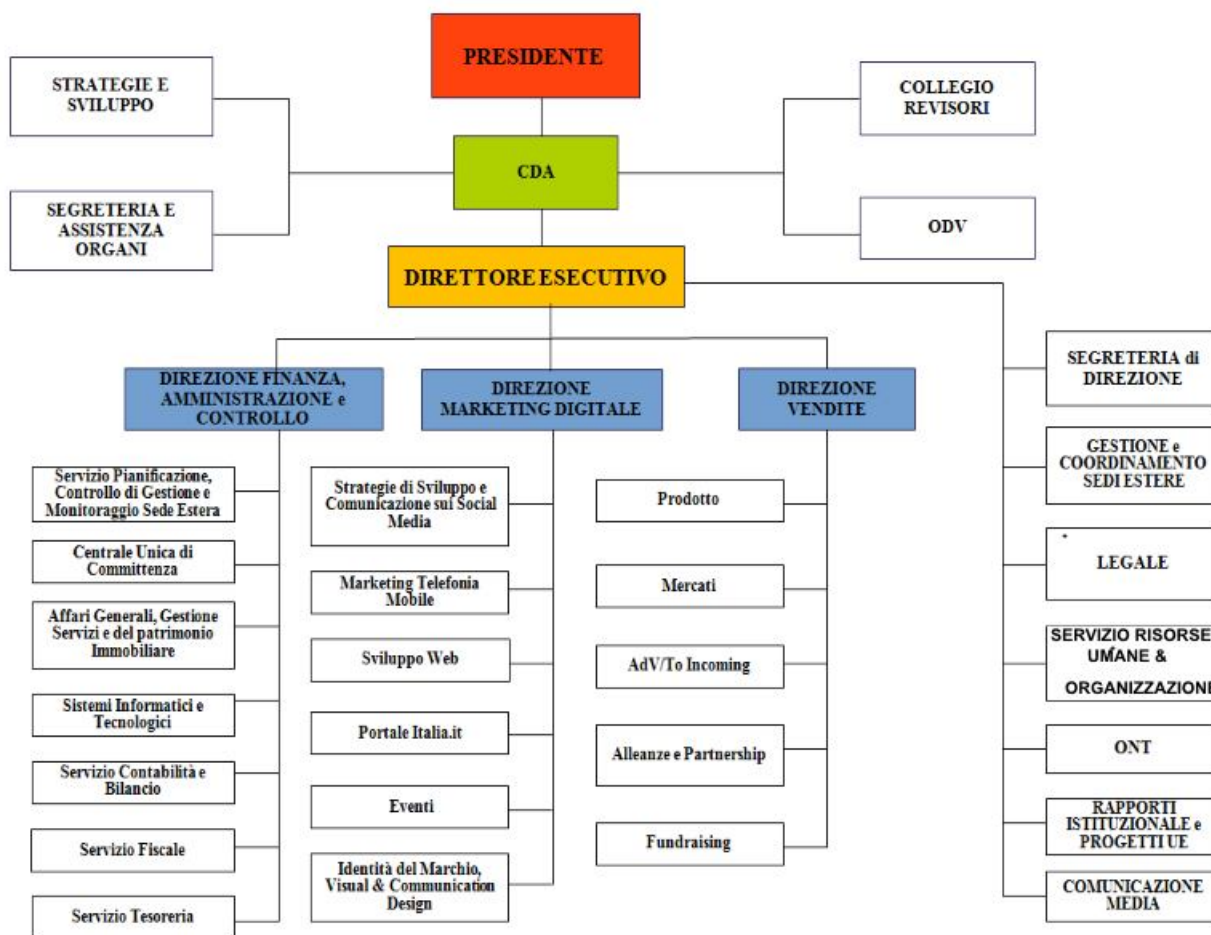 PRESIDENTE
STRATEGIE E
SVILUPPO
COLLEGIO
REVISORI
CDA
SEGRETERIA E
ASSISTENZA
ORGANI
ODV
DIRETTORE ESECUTIVO
DIREZIONE FINANZA,
AMMINISTRAZIONE e
CONTROLLO
DIREZIONE
MARKETING DIGITALE
DIREZIONE
VENDITE
Servizio Pianificazione,
Controllo di Gestione e
Monitoraggio Sede Estera
Centrale Unica di
Committenza
Affari Generali, Gestione
Servizi e del patrimonio
Immobiliare
Sistemi Informatici e
Tecnologici
Servizio Contabilità e
Bilancio
Servizio Fiscale
Servizio Tesoreria
Strategie di Sviluppo e
Comunicazione sui Social
Media
Marketing Telefonia
Mobile
Sviluppo Web
Portale Italia.it
Eventi
Identità del Marchio,
Visual & Communication
Design
Prodotto
Mercati
AdV/To Incoming
Alleanze e Partnership
Fundraising
SEGRETERIA di
DIREZIONE
GESTIONE e
COORDINAMENTO
SEDI ESTERE
LEGALE
SERVIZIO RISORSE
UMANE &
ORGANIZZAZIONE
ONT
RAPPORTI
ISTITUZIONALE e
PROGETTI UE
COMUNICAZIONE
MEDIA